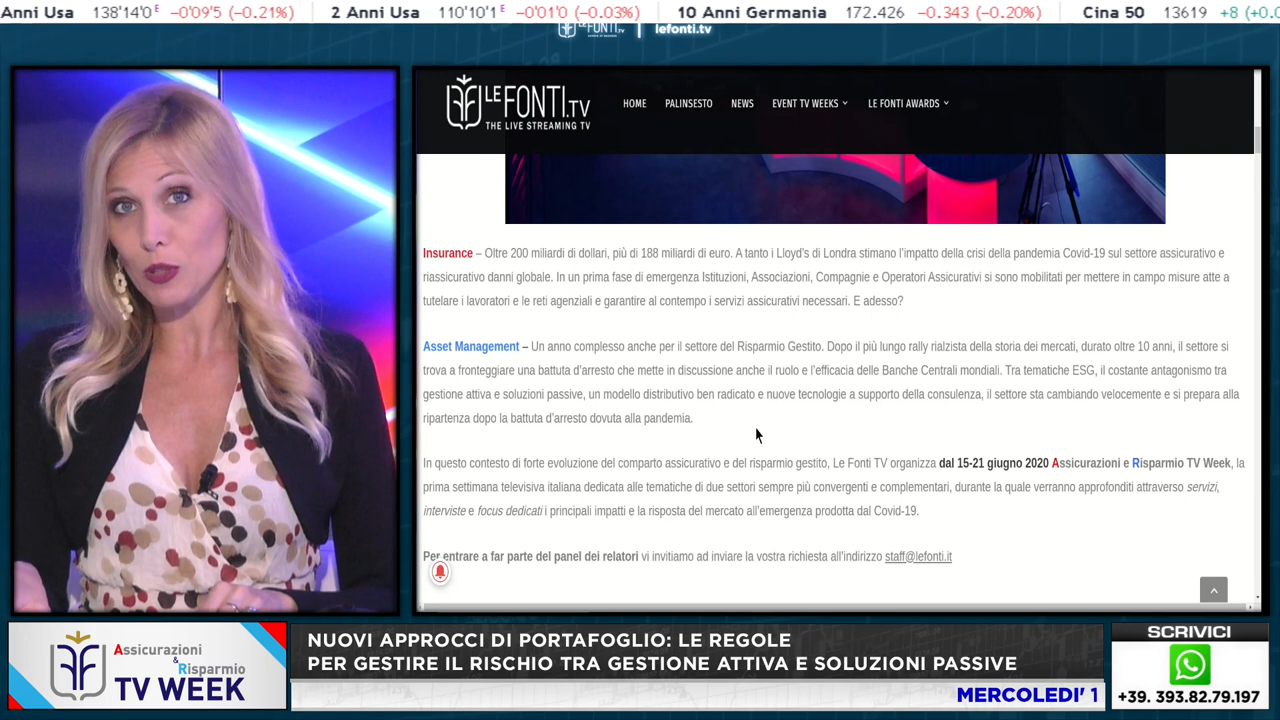 Anni Usa 138'14'0 E −0'09'5 (−0.21%) 2 Anni Usa 110'10'1 E −0'01'0 (−0.03%) 10 Anni Germania 172.426 −0.343 (−0.20%) Cina 50 13619 +8 (+0.0
LE FONTI.TV lefonti.tv
LE FONTI.TV
THE LIVE STREAMING TV
HOME PALINSESTO NEWS EVENT TV WEEKS LE FONTI AWARDS
Insurance – Oltre 200 miliardi di dollari, più di 188 miliardi di euro. A tanto i Lloyd's di Londra stimano l'impatto della crisi della pandemia Covid-19 sul settore assicurativo e
riassicurativo danni globale. In un prima fase di emergenza Istituzioni, Associazioni, Compagnie e Operatori Assicurativi si sono mobilitati per mettere in campo misure atte a
tutelare i lavoratori e le reti agenziali e garantire al contempo i servizi assicurativi necessari. E adesso?
Asset Management – Un anno complesso anche per il settore del Risparmio Gestito. Dopo il più lungo rally rialzista della storia dei mercati, durato oltre 10 anni, il settore si
trova a fronteggiare una battuta d'arresto che mette in discussione anche il ruolo e l'efficacia delle Banche Centrali mondiali. Tra tematiche ESG, il costante antagonismo tra
gestione attiva e soluzioni passive, un modello distributivo ben radicato e nuove tecnologie a supporto della consulenza, il settore sta cambiando velocemente e si prepara alla
ripartenza dopo la battuta d'arresto dovuta alla pandemia.
In questo contesto di forte evoluzione del comparto assicurativo e del risparmio gestito, Le Fonti TV organizza dal 15-21 giugno 2020 Assicurazioni e Risparmio TV Week, la
prima settimana televisiva italiana dedicata alle tematiche di due settori sempre più convergenti e complementari, durante la quale verranno approfonditi attraverso servizi,
interviste e focus dedicati i principali impatti e la risposta del mercato all'emergenza prodotta dal Covid-19.
Per entrare a far parte del panel dei relatori vi invitiamo ad inviare la vostra richiesta all'indirizzo staff@lefonti.it
Assicurazioni
&
Risparmio
TV WEEK
NUOVI APPROCCI DI PORTAFOGLIO: LE REGOLE
PER GESTIRE IL RISCHIO TRA GESTIONE ATTIVA E SOLUZIONI PASSIVE
MERCOLEDI' 1
SCRIVICI
+39. 393.82.79.197